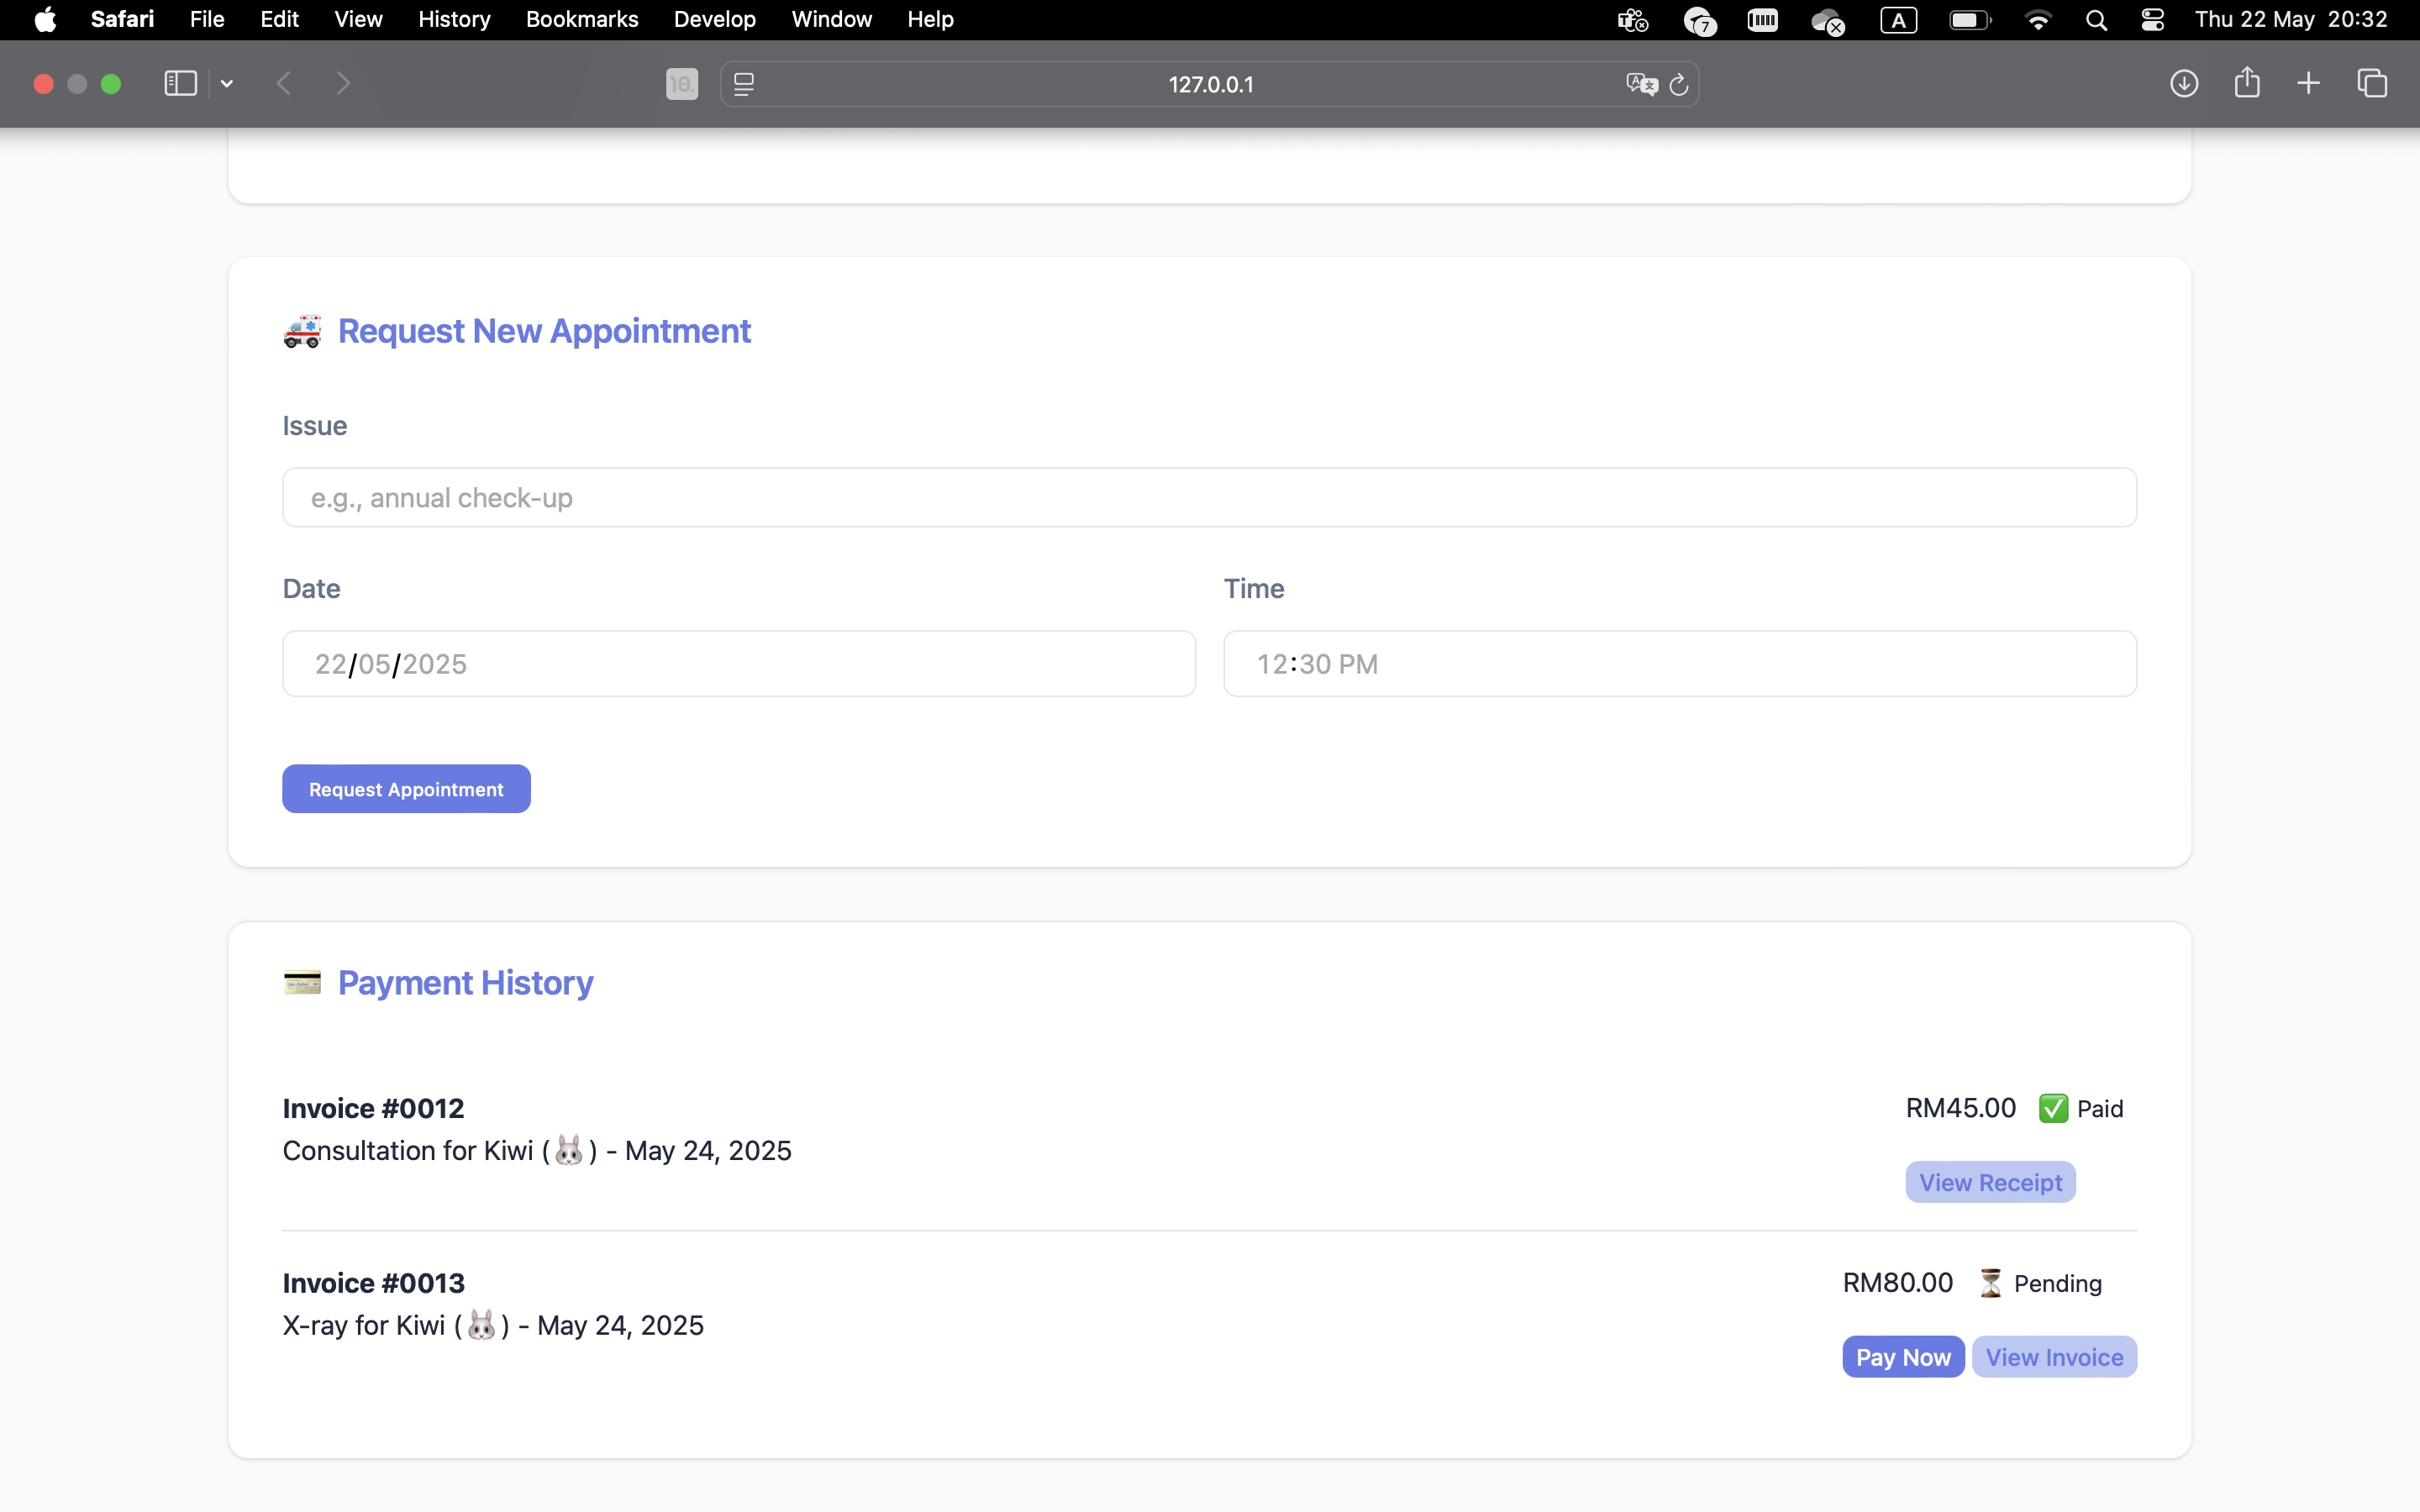 Safari File Edit View History Bookmarks Develop Window Help 7 A Thu 22 May 20:32
10. 127.0.0.1
Request New Appointment
Issue
e.g., annual check-up
Date Time
22/05/2025 12:30 PM
Request Appointment
Payment History
Invoice #0012 RM45.00 ✅ Paid
Consultation for Kiwi (🐰) - May 24, 2025
View Receipt
Invoice #0013 RM80.00 ⏳ Pending
X-ray for Kiwi (🐰) - May 24, 2025
Pay Now View Invoice